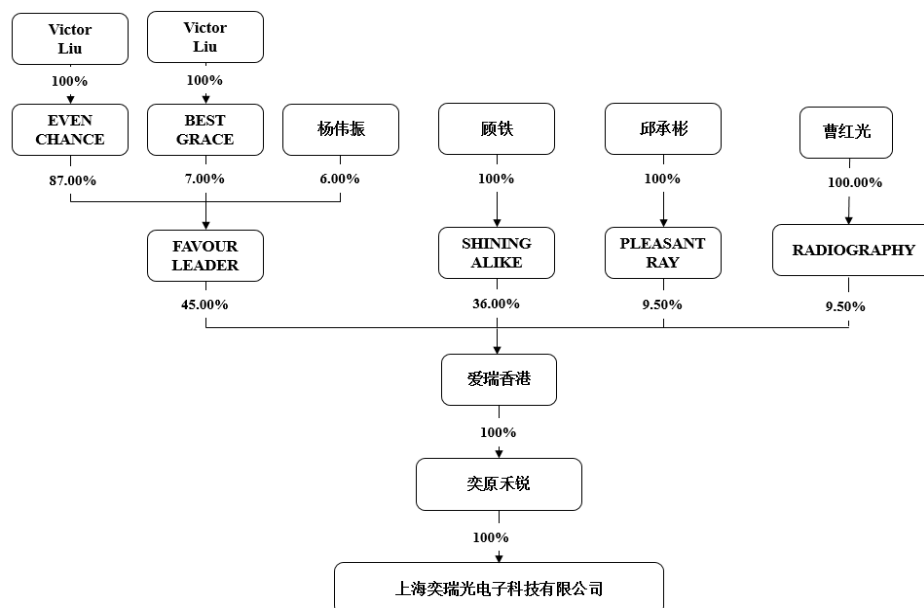 Victor
Liu
Victor
Liu
100%
100%
EVEN
CHANCE
BEST
GRACE
杨伟振
顾铁
邱承彬
曹红光
87.00%
7.00%
6.00%
100%
100%
100.00%
FAVOUR
LEADER
SHINING
ALIKE
PLEASANT
RAY
RADIOGRAPHY
45.00%
36.00%
9.50%
9.50%
爱瑞香港
100%
奕原禾锐
100%
上海奕瑞光电子科技有限公司